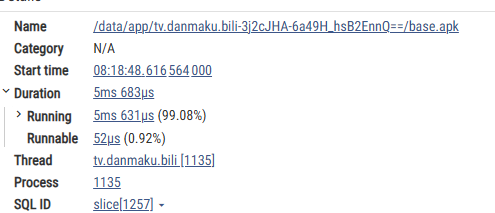 Name /data/app/tv.danmaku.bili-3j2cJHA-6a49H_hsB2EnnQ==/base.apk
Category N/A
Start time 08:18:48.616 564 000
Duration 5ms 683µs
Running 5ms 631µs (99.08%)
Runnable 52µs (0.92%)
Thread tv.danmaku.bili [1135]
Process 1135
SQL ID slice[1257]